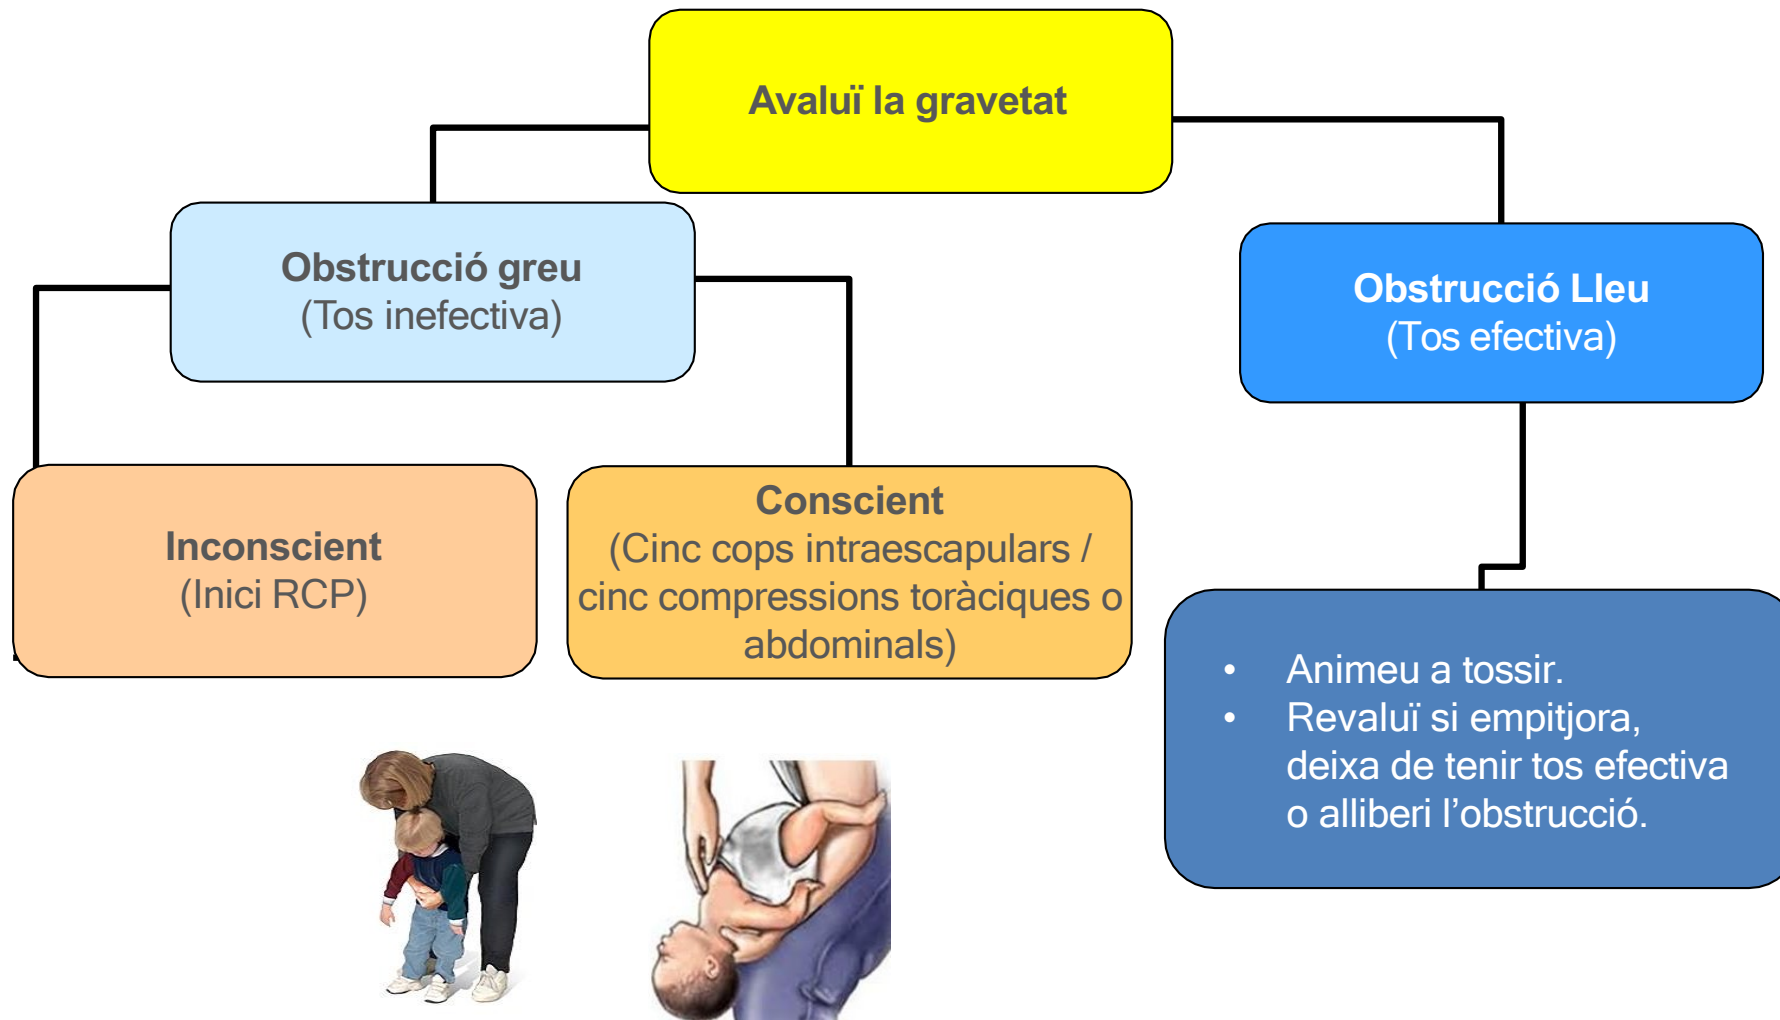 Avaluï la gravetat
Obstrucció greu
(Tos inefectiva)
Obstrucció Lleu
(Tos efectiva)
Inconscient
(Inici RCP)
Conscient
(Cinc cops intraescapulars /
cinc compressions toràciques o
abdominals)
• Animeu a tossir.
• Revaluï si empitjora,
deixa de tenir tos efectiva
o alliberi l’obstrucció.